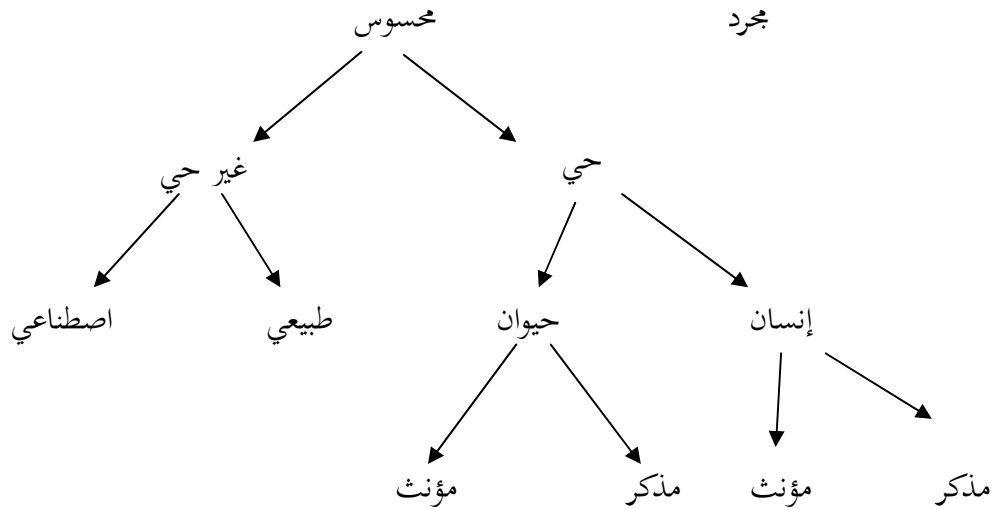 مجرد محسوس
حي غير حي
إنسان حيوان طبيعي اصطناعي
مذكر مؤنث مذكر مؤنث